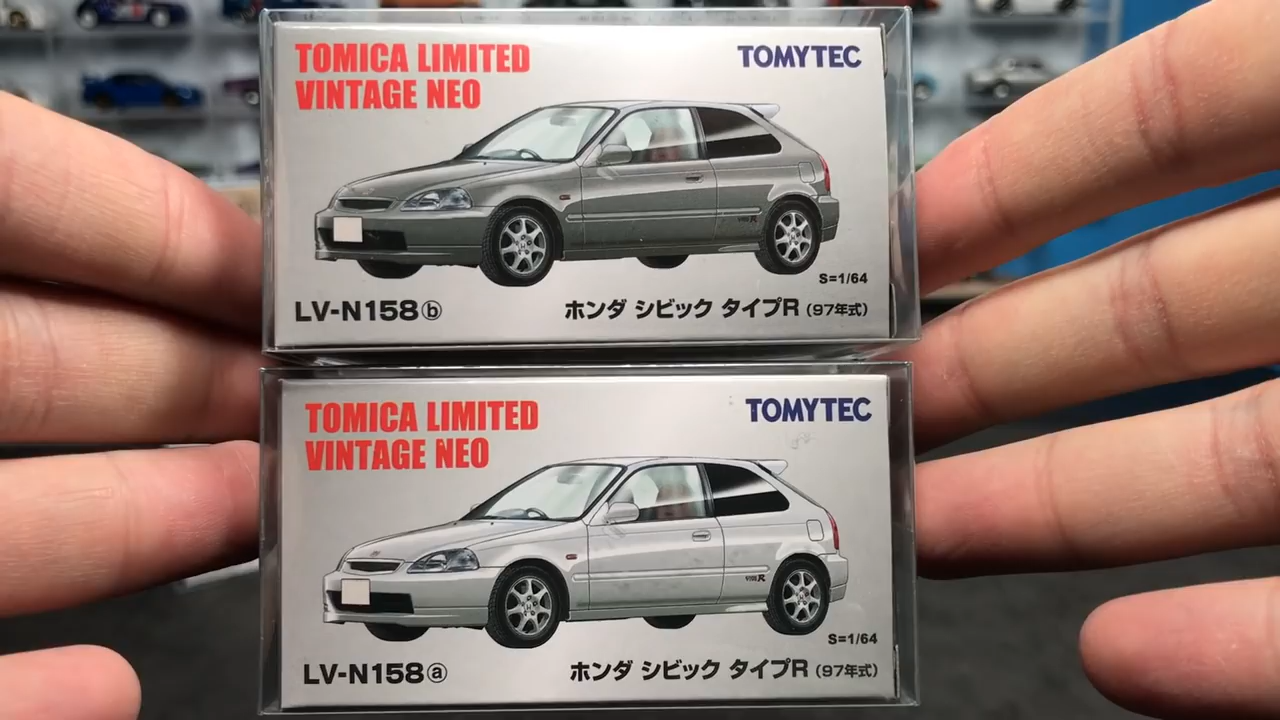 TOMICA LIMITED
VINTAGE NEO
TOMYTEC
S=1/64
LV-N158ⓑ
ホンダ シビック タイプR (97年式)
TOMICA LIMITED
VINTAGE NEO
TOMYTEC
TYPE R
S=1/64
LV-N158ⓐ
ホンダ シビック タイプR (97年式)